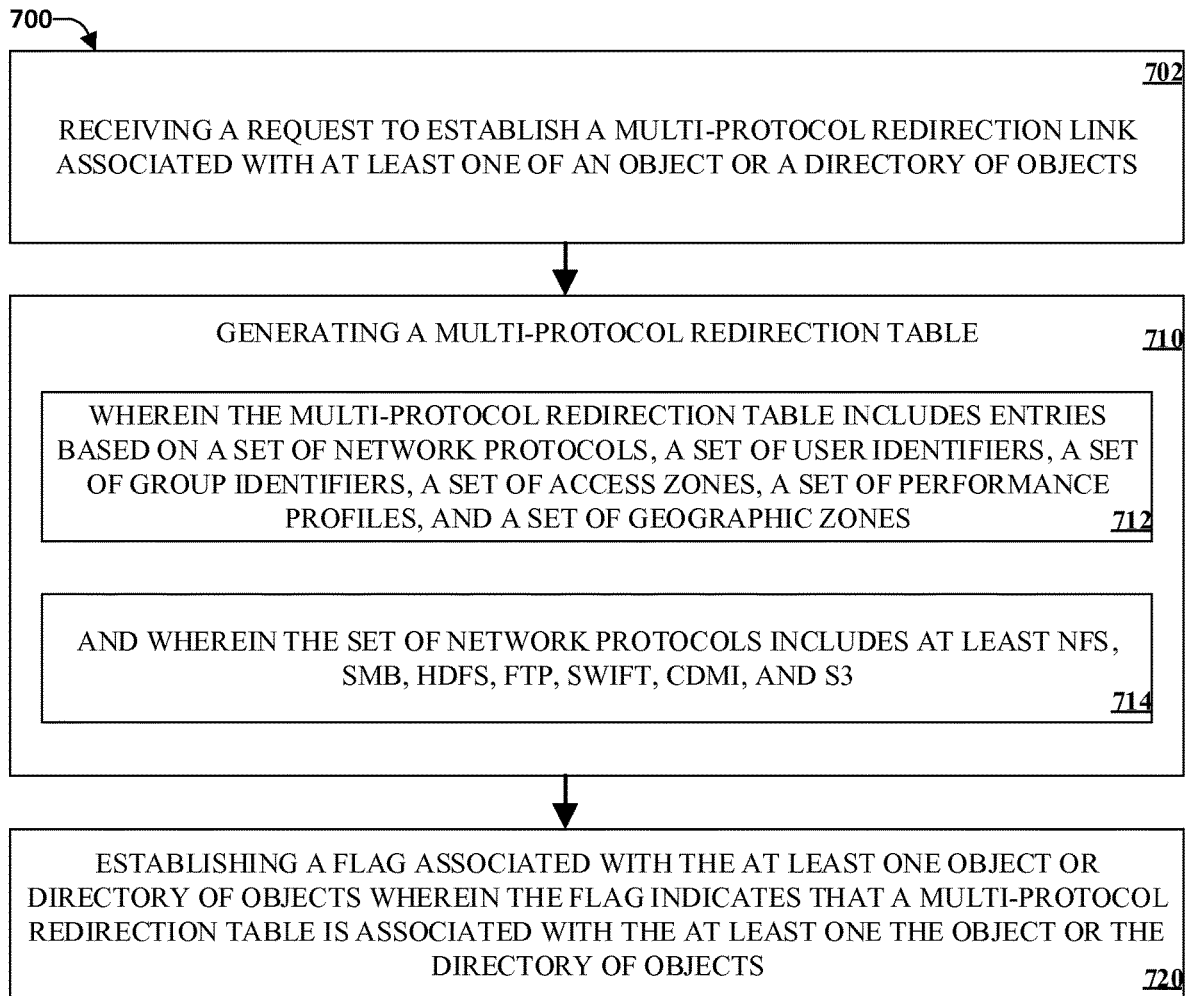 700
702
RECEIVING A REQUEST TO ESTABLISH A MULTI-PROTOCOL REDIRECTION LINK
ASSOCIATED WITH AT LEAST ONE OF AN OBJECT OR A DIRECTORY OF OBJECTS
GENERATING A MULTI-PROTOCOL REDIRECTION TABLE
710
WHEREIN THE MULTI-PROTOCOL REDIRECTION TABLE INCLUDES ENTRIES
BASED ON A SET OF NETWORK PROTOCOLS, A SET OF USER IDENTIFIERS, A SET
OF GROUP IDENTIFIERS, A SET OF ACCESS ZONES, A SET OF PERFORMANCE
PROFILES, AND A SET OF GEOGRAPHIC ZONES
712
AND WHEREIN THE SET OF NETWORK PROTOCOLS INCLUDES AT LEAST NFS,
SMB, HDFS, FTP, SWIFT, CDMI, AND S3
714
ESTABLISHING A FLAG ASSOCIATED WITH THE AT LEAST ONE OBJECT OR
DIRECTORY OF OBJECTS WHEREIN THE FLAG INDICATES THAT A MULTI-PROTOCOL
REDIRECTION TABLE IS ASSOCIATED WITH THE AT LEAST ONE THE OBJECT OR THE
DIRECTORY OF OBJECTS
720